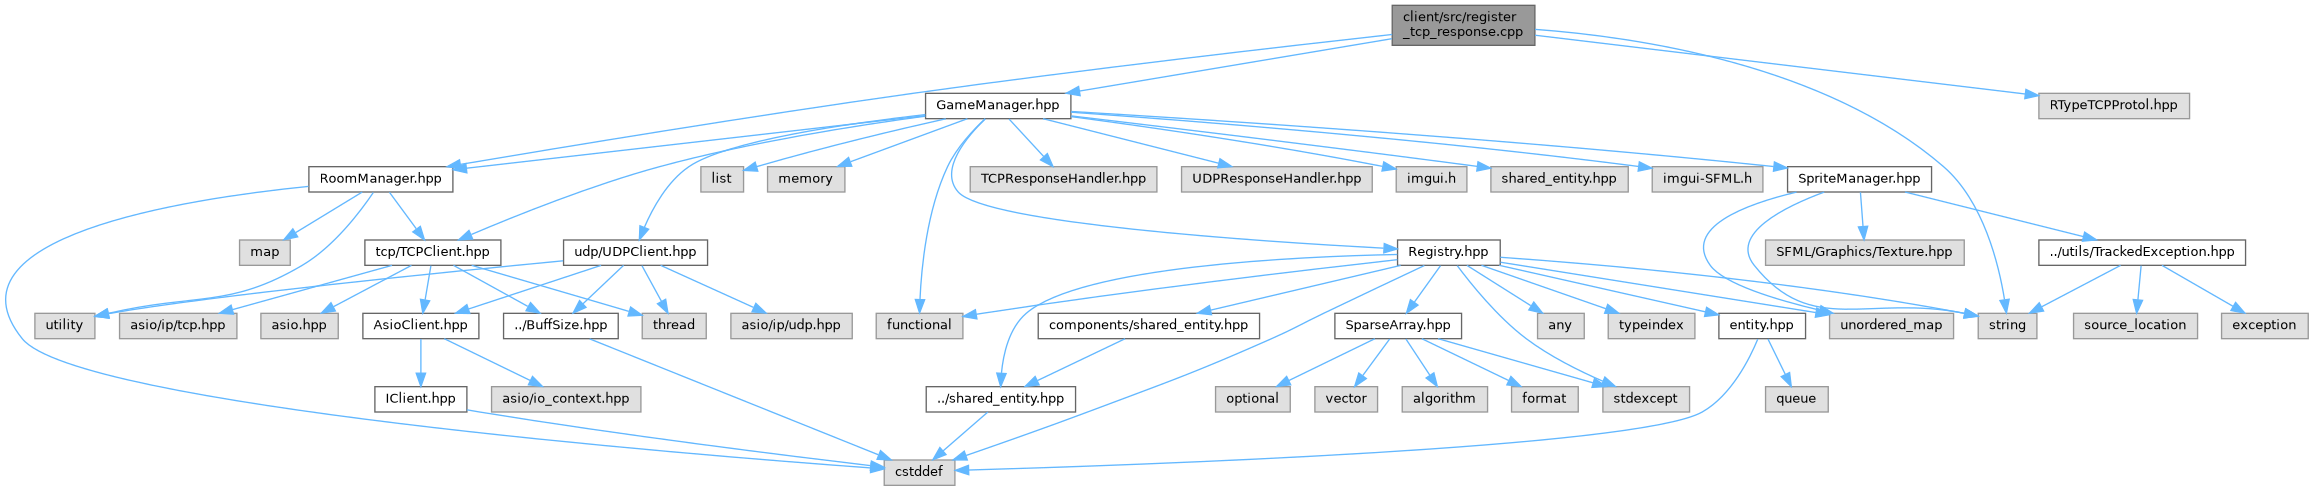 client/src/register
_tcp_response.cpp
GameManager.hpp
RTypeTCPProtol.hpp
RoomManager.hpp
list
memory
TCPResponseHandler.hpp
UDPResponseHandler.hpp
imgui.h
shared_entity.hpp
imgui-SFML.h
SpriteManager.hpp
map
tcp/TCPClient.hpp
udp/UDPClient.hpp
Registry.hpp
SFML/Graphics/Texture.hpp
../utils/TrackedException.hpp
utility
asio/ip/tcp.hpp
asio.hpp
AsioClient.hpp
../BuffSize.hpp
thread
asio/ip/udp.hpp
functional
components/shared_entity.hpp
SparseArray.hpp
any
typeindex
entity.hpp
unordered_map
string
source_location
exception
IClient.hpp
asio/io_context.hpp
../shared_entity.hpp
optional
vector
algorithm
format
stdexcept
queue
cstddef